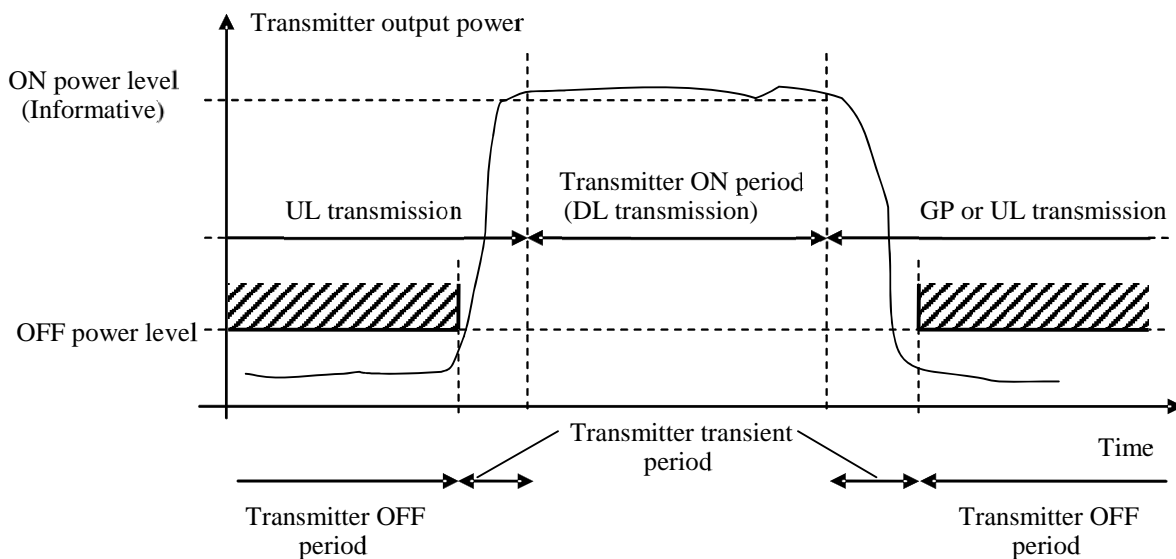 Transmitter output power
ON power level
(Informative)
Transmitter ON period
(DL transmission)
UL transmission
GP or UL transmission
OFF power level
Transmitter transient
period
Time
Transmitter OFF
period
Transmitter OFF
period